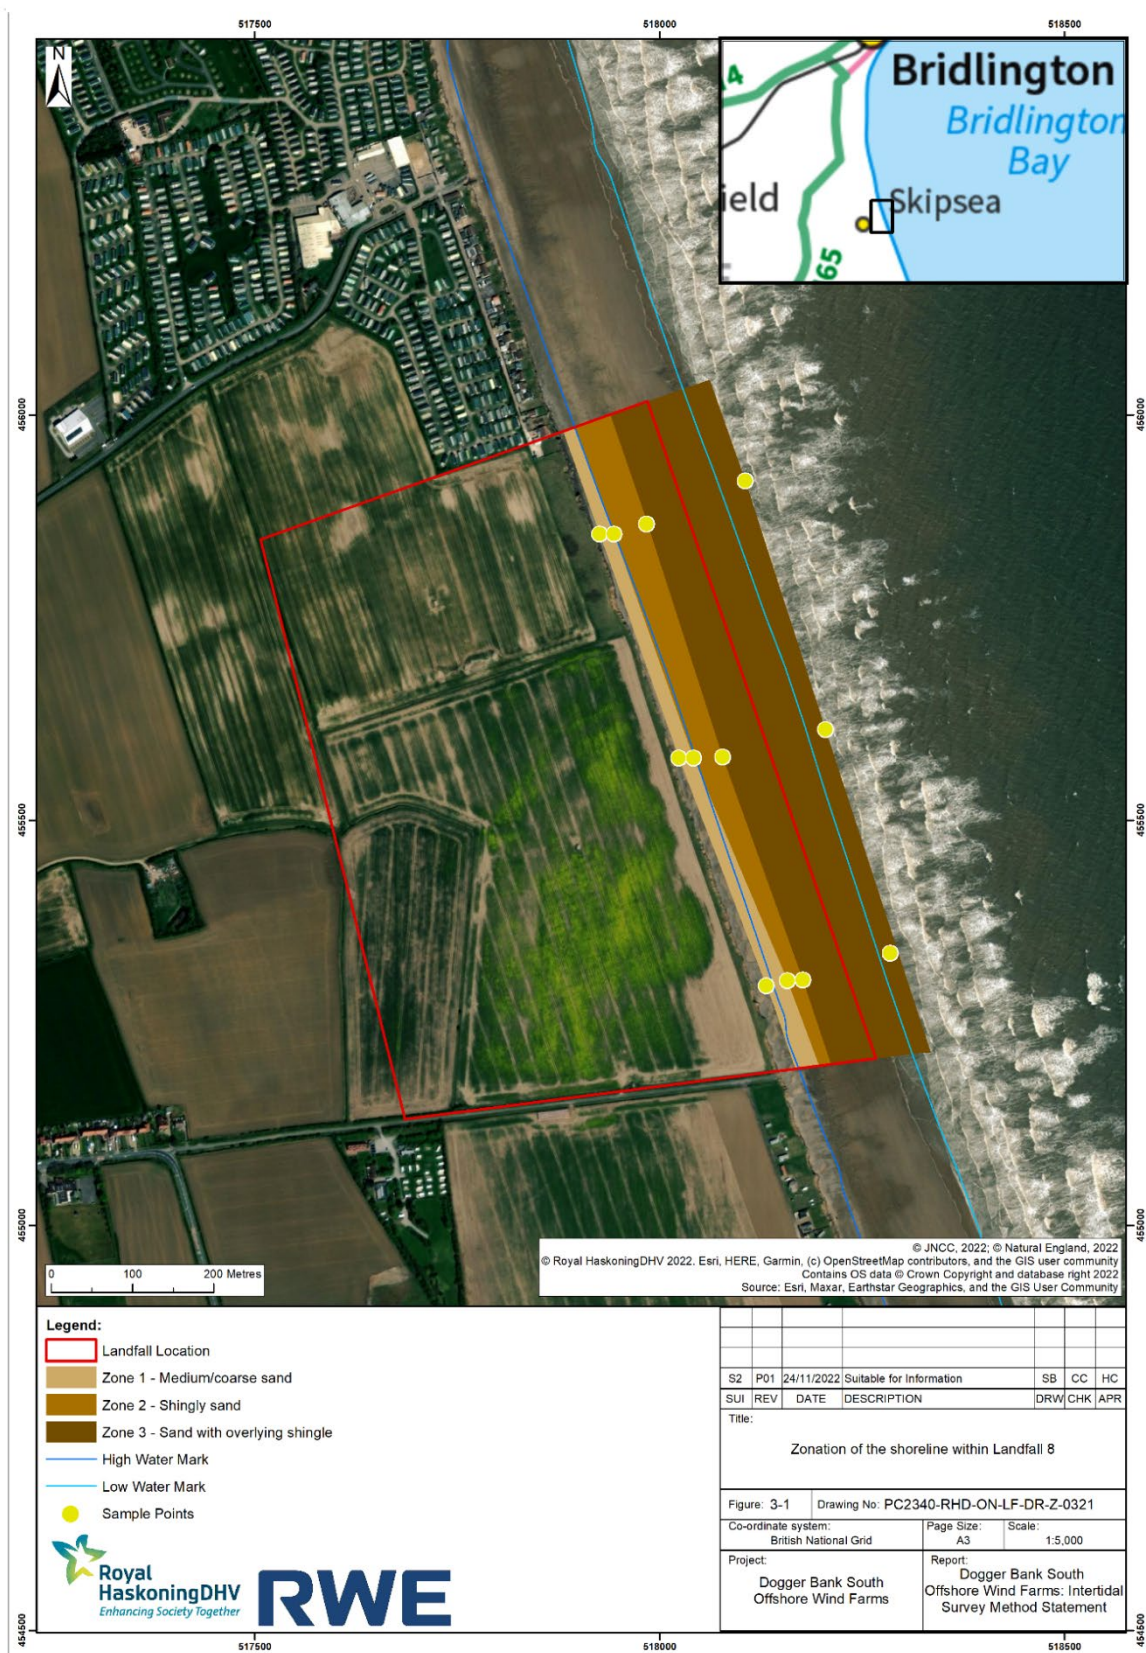 517500
518000
518500
N
Bridlington
Bridlington
Bay
Skipsea
ield
14
65
456000
456000
455500
455500
455000
455000
454500
454500
0 100 200 Metres
© JNCC, 2022; © Natural England, 2022
© Royal HaskoningDHV 2022. Esri, HERE, Garmin, (c) OpenStreetMap contributors, and the GIS user community
Contains OS data © Crown Copyright and database right 2022
Source: Esri, Maxar, Earthstar Geographics, and the GIS User Community
Legend:
Landfall Location
Zone 1 - Medium/coarse sand
Zone 2 - Shingly sand
Zone 3 - Sand with overlying shingle
High Water Mark
Low Water Mark
Sample Points
Royal
HaskoningDHV
Enhancing Society Together
RWE
S2 P01 24/11/2022 Suitable for Information SB CC HC
SUI REV DATE DESCRIPTION DRW CHK APR
Title:
Zonation of the shoreline within Landfall 8
Figure: 3-1 Drawing No: PC2340-RHD-ON-LF-DR-Z-0321
Co-ordinate system: Page Size: Scale:
British National Grid A3 1:5,000
Project: Report:
Dogger Bank South
Offshore Wind Farms
Dogger Bank South
Offshore Wind Farms: Intertidal
Survey Method Statement
517500
518000
518500